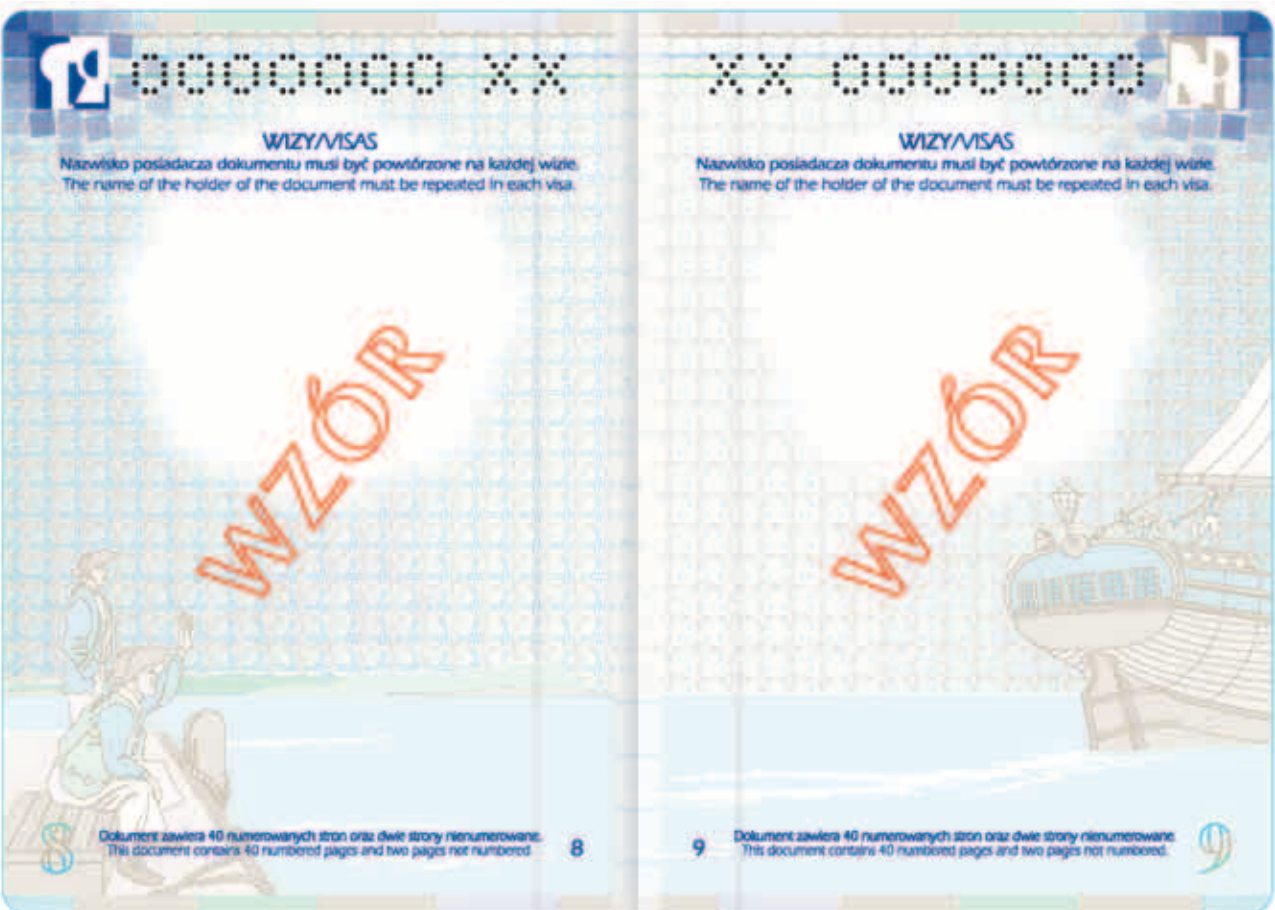 0000000 XX
WIZY/VISAS
Nazwisko posiadacza dokumentu musi być powtórzone na każdej wizie.
The name of the holder of the document must be repeated in each visa.
WZÓR
Dokument zawiera 40 numerowanych stron oraz dwie strony nienumerowane.
This document contains 40 numbered pages and two pages not numbered.
8
8
XX 0000000
WIZY/VISAS
Nazwisko posiadacza dokumentu musi być powtórzone na każdej wizie.
The name of the holder of the document must be repeated in each visa.
WZÓR
9
Dokument zawiera 40 numerowanych stron oraz dwie strony nienumerowane.
This document contains 40 numbered pages and two pages not numbered.
9